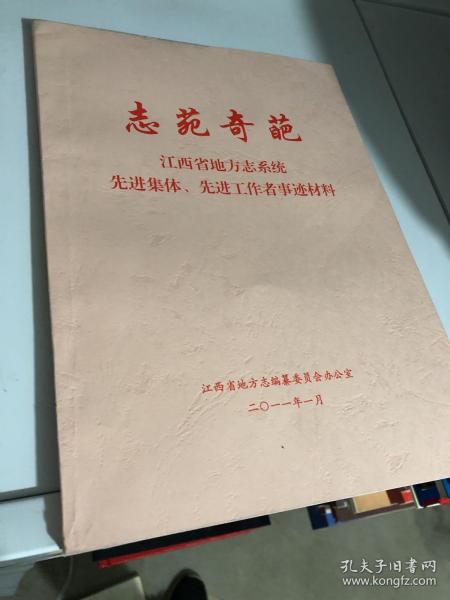 志苑奇葩
江西省地方志系统
先进集体、先进工作者事迹材料
江西省地方志编纂委员会办公室
二〇一一年一月
孔夫子旧书网
www.kongfz.com